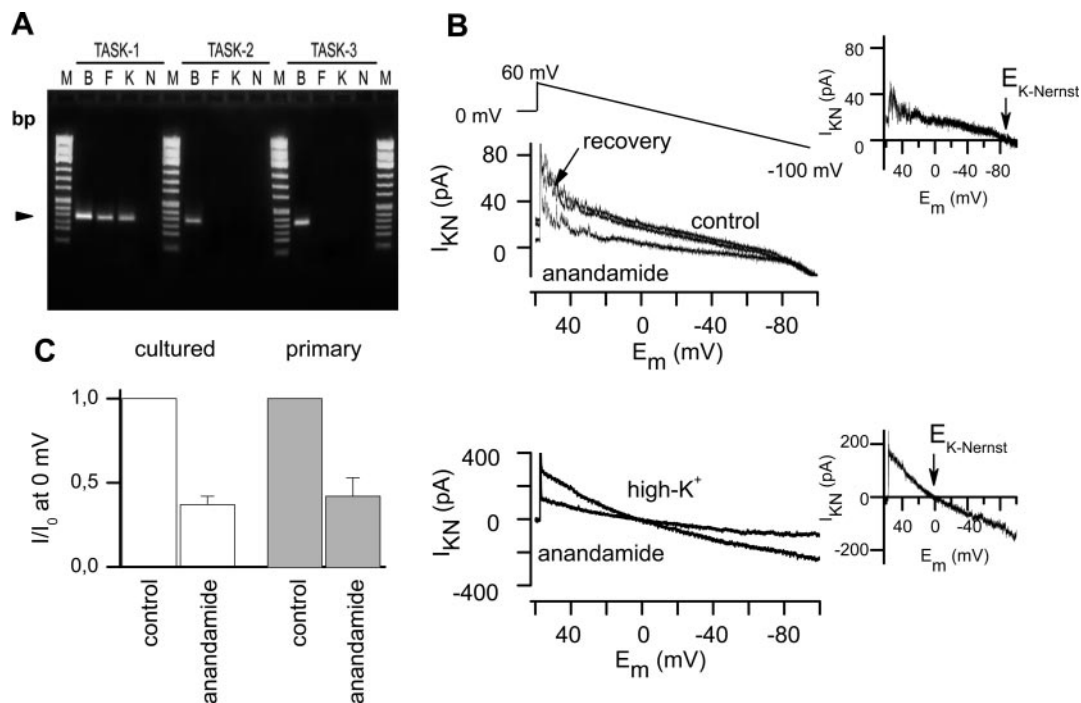 A
TASK-1 TASK-2 TASK-3
M B F K N M B F K N M B F K N M
bp
B
60 mV
0 mV
-100 mV
recovery
80
40
0
I_KN (pA)
control
anandamide
40 0 -40 -80
E_m (mV)
80
40
0
I_KN (pA)
E_K-Nernst
40 0 -40 -80
E_m (mV)
C
cultured primary
1,0
0,5
0,0
I/I_0 at 0 mV
control
anandamide
control
anandamide
400
0
-400
I_KN (pA)
high-K⁺
anandamide
40 0 -40 -80
E_m (mV)
200
0
-200
I_KN (pA)
E_K-Nernst
40 0 -40
E_m (mV)